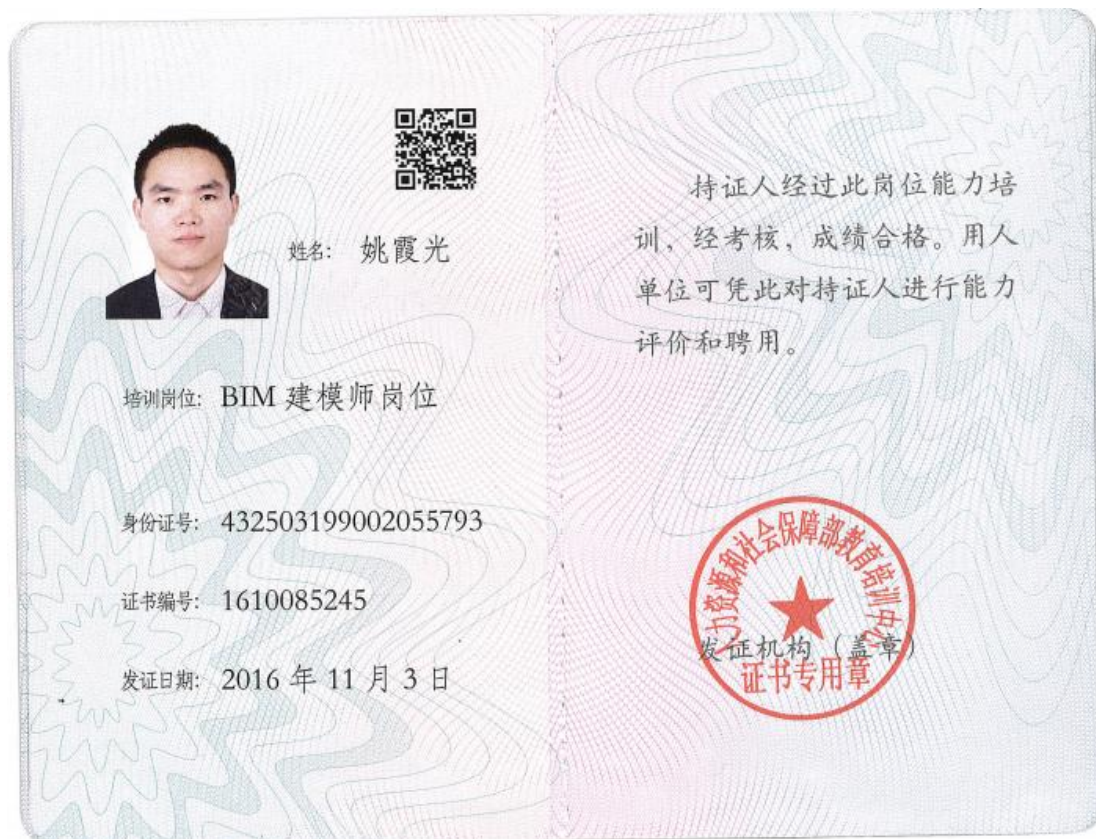 姓名: 姚霞光
培训岗位: BIM 建模师岗位
身份证号: 432503199002055793
证书编号: 1610085245
发证日期: 2016 年 11 月 3 日
持证人经过此岗位能力培
训、经考核，成绩合格。用人
单位可凭此对持证人进行能力
评价和聘用。
人力资源和社会保障部教育培训中心
发证机构（盖章）
证书专用章